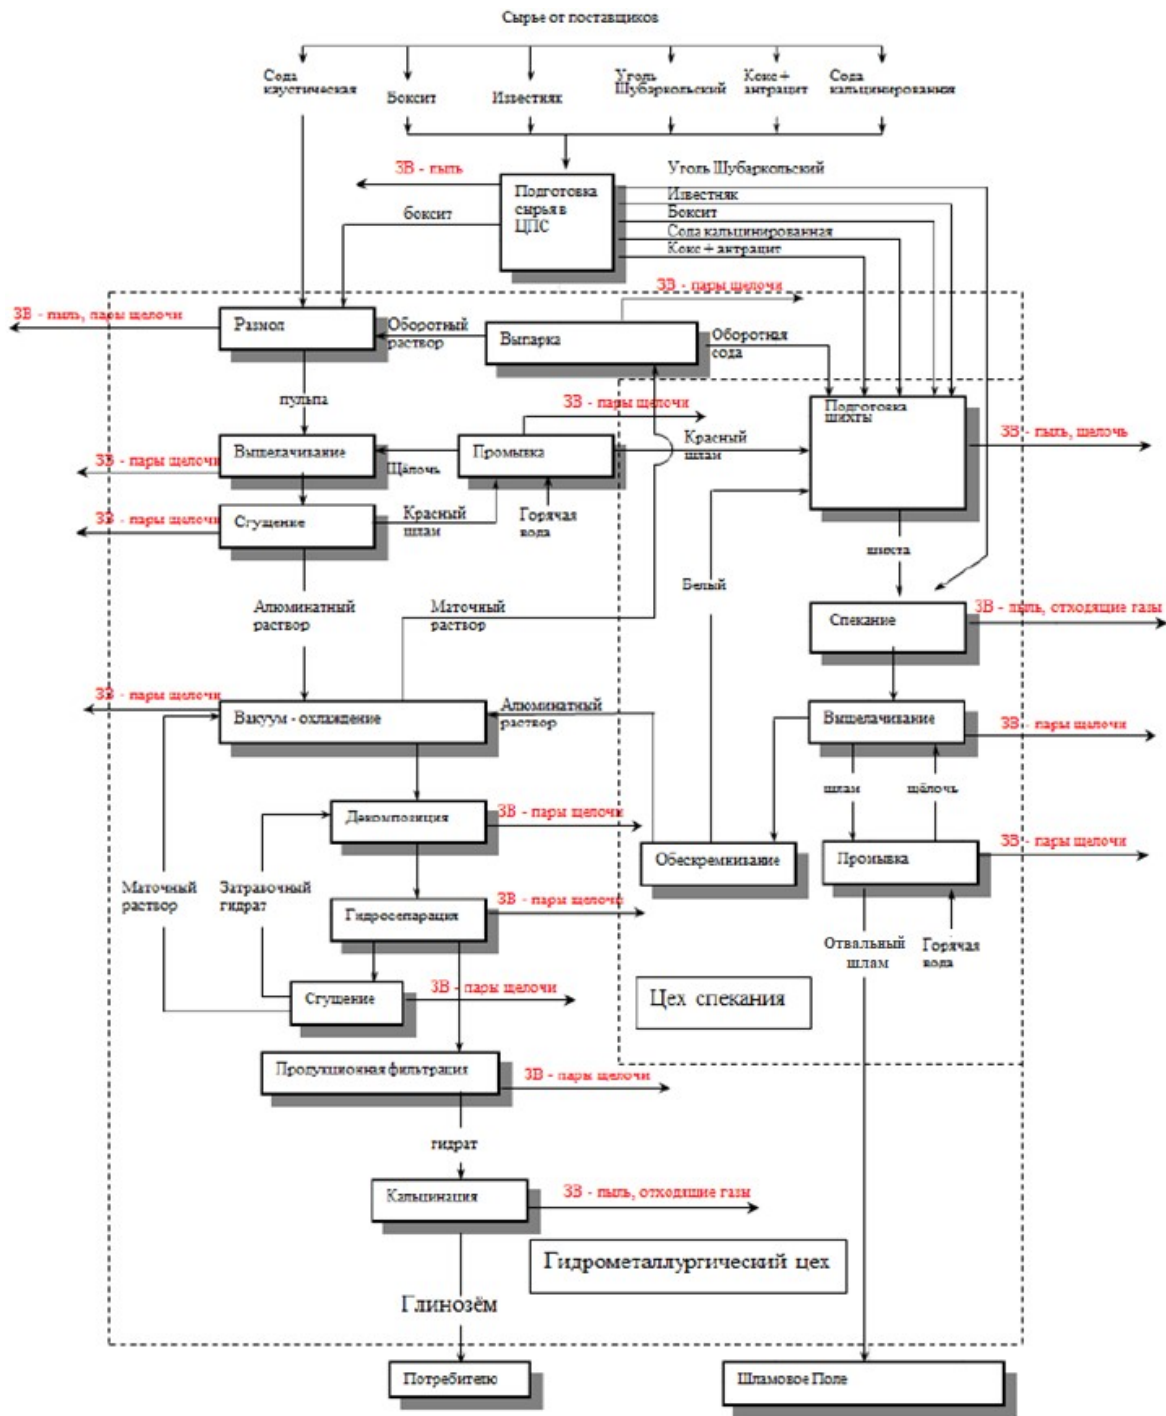 Сырье от поставщиков
Сода
каустическая
Боксит
Известняк
Уголь
Шубаркольский
Кокс +
антрацит
Сода
кальцинированная
ЗВ - пыль
Подготовка
сырья в
ЦПС
Уголь Шубаркольский
Известняк
Боксит
Сода кальцинированная
Кокс + антрацит
боксит
ЗВ - пары щелочи
ЗВ - пыль, пары щелочи
Размол
Оборотный
раствор
Выпарка
Оборотная
сода
пульпа
ЗВ - пары щелочи
Подготовка
шихты
ЗВ - пыль, щелочь
ЗВ - пары щелочи
Выщелачивание
Щёлочь
Промывка
Красный
шлам
ЗВ - пары щелочи
Сгущение
Красный
шлам
Горячая
вода
шихта
Белый
Алюминатный
раствор
Маточный
раствор
Спекание
ЗВ - пыль, отходящие газы
ЗВ - пары щелочи
Вакуум - охлаждение
Алюминатный
раствор
Выщелачивание
ЗВ - пары щелочи
шлам
щёлочь
Декомпозиция
ЗВ - пары щелочи
Обескремнивание
Промывка
ЗВ - пары щелочи
Маточный
раствор
Затравочный
гидрат
Гидросепарация
ЗВ - пары щелочи
Отвальный
шлам
Горячая
вода
Сгущение
ЗВ - пары щелочи
Цех спекания
Продукционная фильтрация
ЗВ - пары щелочи
гидрат
Кальцинация
ЗВ - пыль, отходящие газы
Гидрометаллургический цех
Глинозём
Потребителю
Шламовое Поле